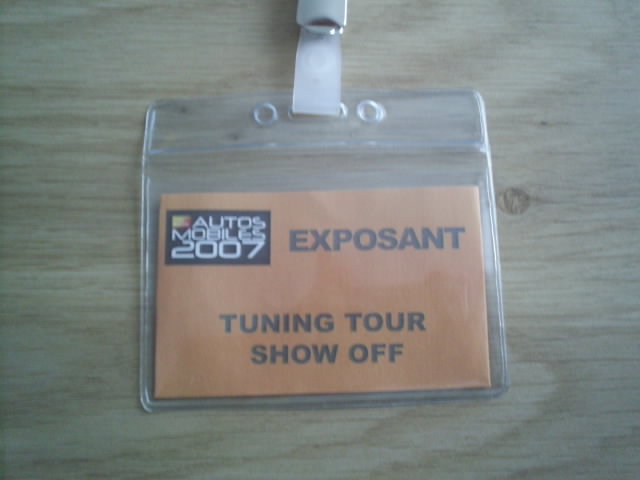 AUTOS
MOBILES
2007
EXPOSANT
TUNING TOUR
SHOW OFF